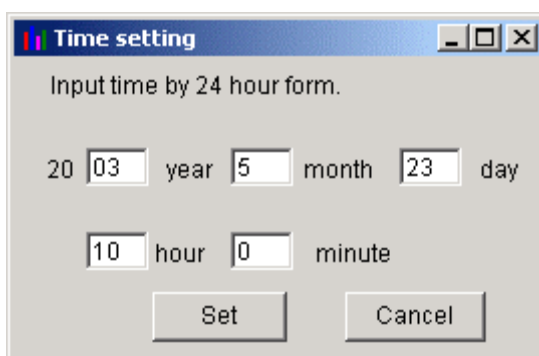 Time setting
Input time by 24 hour form.
20 03 year 5 month 23 day
10 hour 0 minute
Set Cancel